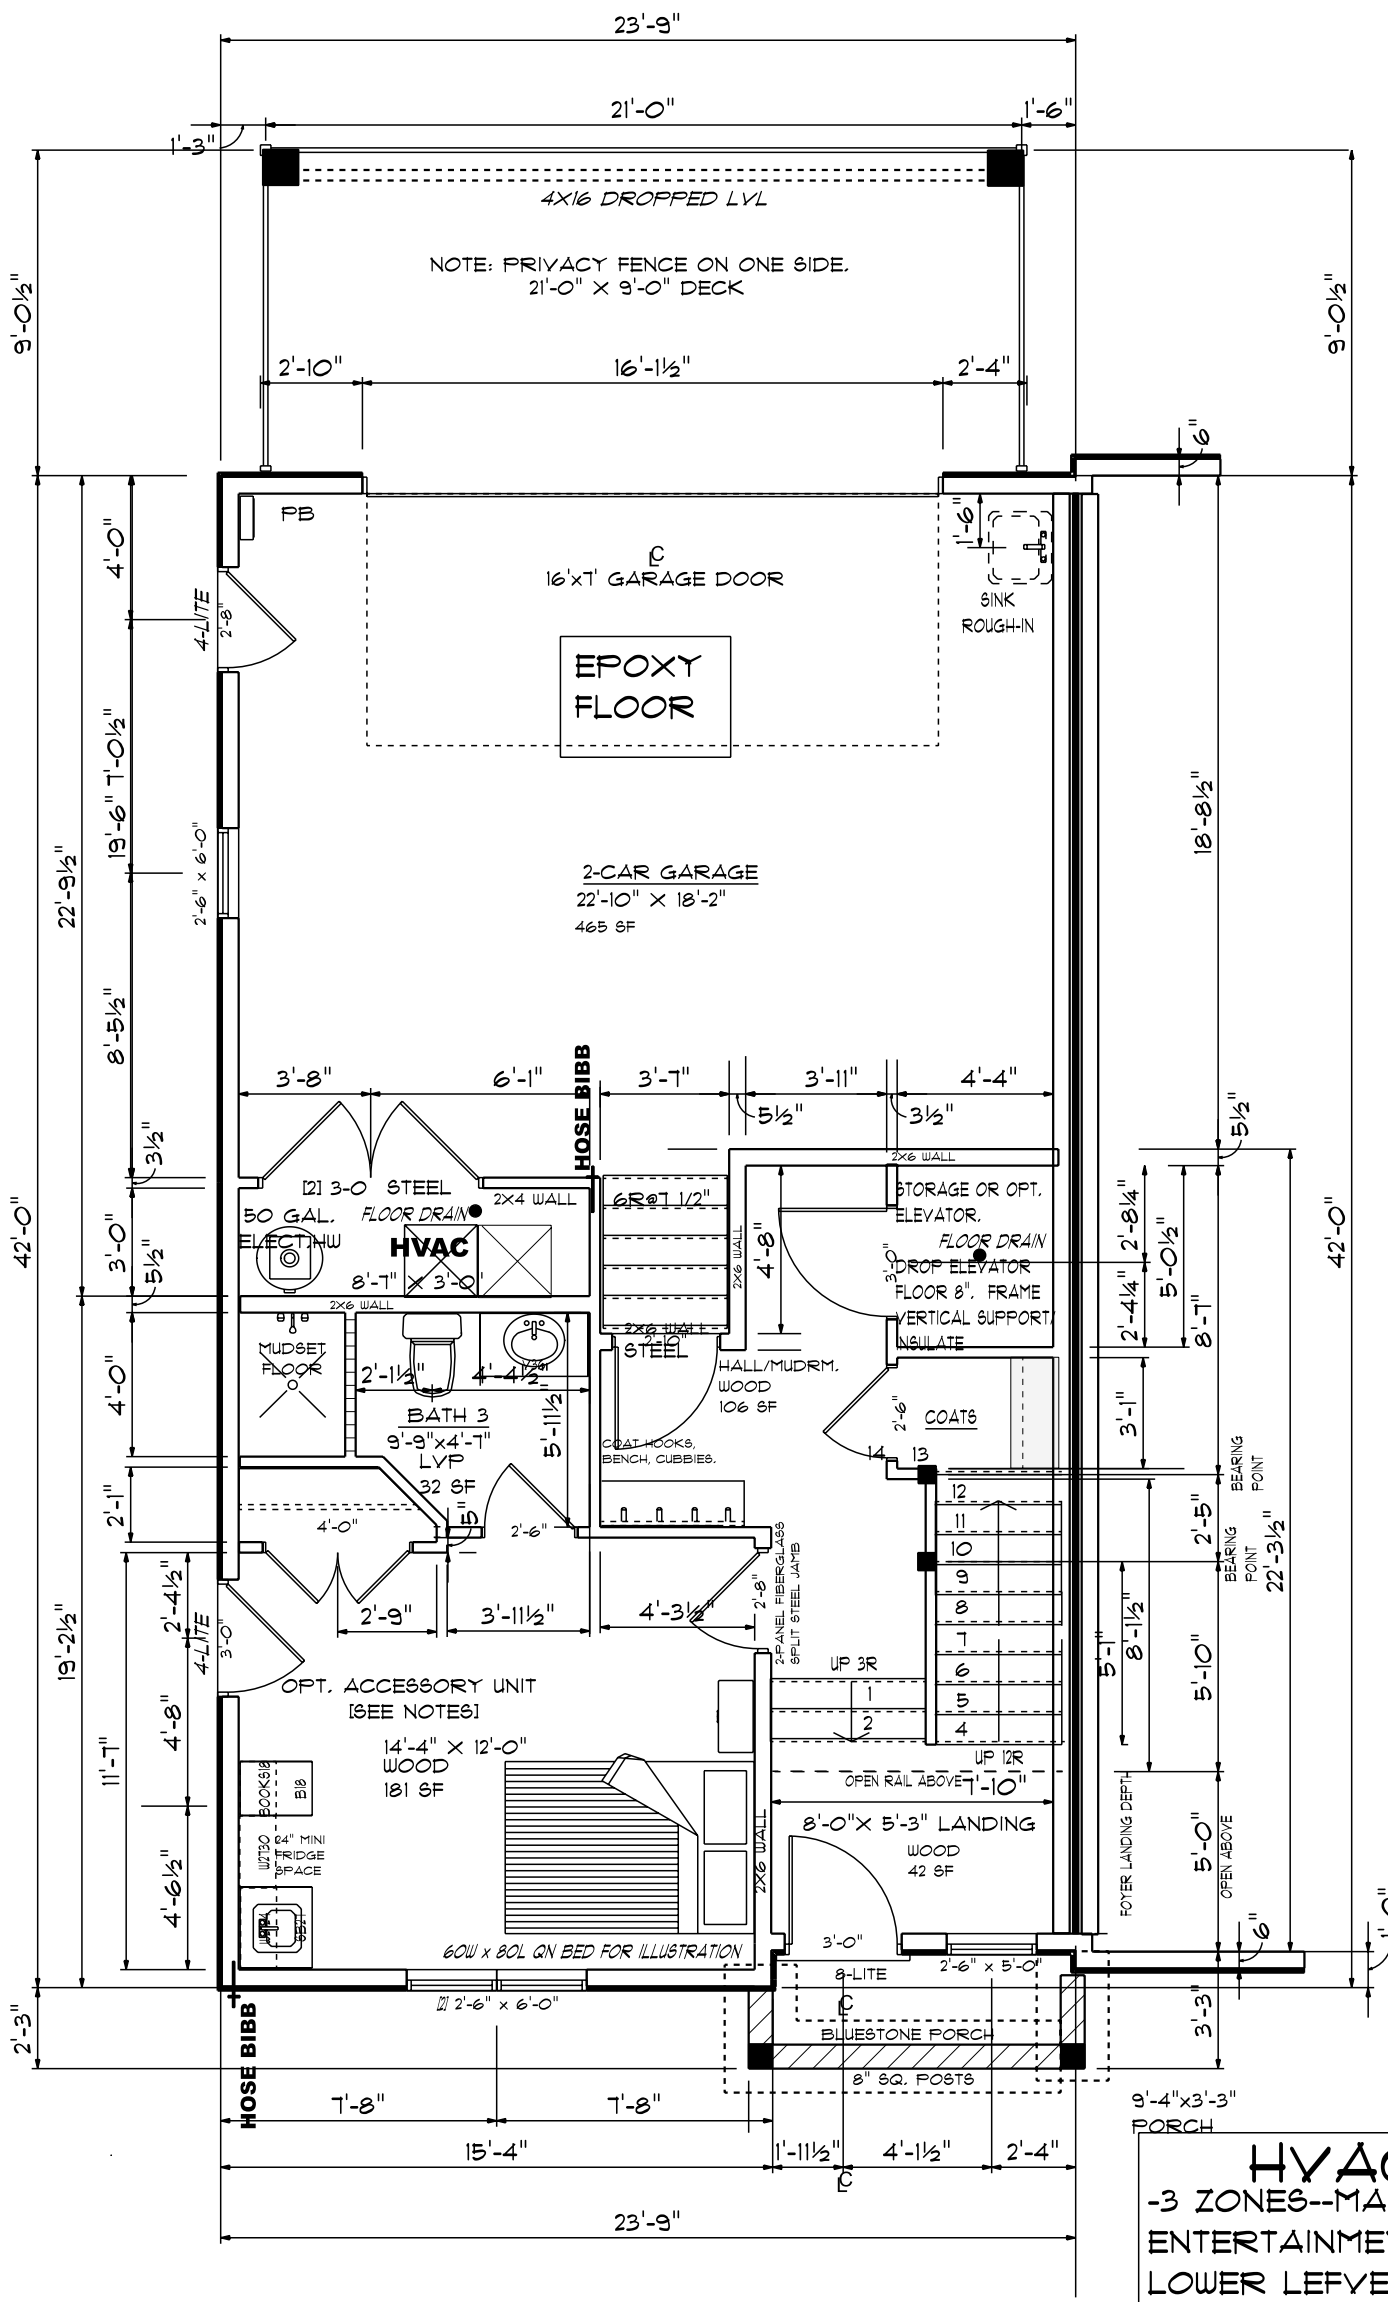 23'-9"
21'-0"
1'-6"
1'-3"
4X16 DROPPED LVL
NOTE: PRIVACY FENCE ON ONE SIDE.
21'-0" X 9'-0" DECK
9'-0½"
9'-0½"
2'-10"
16'-1½"
2'-4"
6"
PB
1'-6"
4'-0"
℄
16'x7' GARAGE DOOR
SINK
ROUGH-IN
4-LITE
2'-8"
EPOXY
FLOOR
19'-6"
7'-0½"
18'-8½"
22'-9½"
2'-6" x 6'-0"
2-CAR GARAGE
22'-10" X 18'-2"
465 SF
8'-5½"
HOSE BIBB
3'-8"
6'-1"
3'-7"
3'-11"
4'-4"
5½"
3½"
5½"
3½"
2X6 WALL
[2] 3-0 STEEL
2X4 WALL
6R@7 1/2"
STORAGE OR OPT.
ELEVATOR.
50 GAL.
ELECT.HW
FLOOR DRAIN
FLOOR DRAIN
HVAC
8'-7" X 3'-0"
2X6 WALL
4'-8"
3'-0"
DROP ELEVATOR
FLOOR 8". FRAME
VERTICAL SUPPORT/
INSULATE
2'-8¼"
2'-4¼"
5'-0½"
8'-7"
42'-0"
42'-0"
3'-0"
5½"
2X6 WALL
MUDSET
FLOOR
2X6 WALL
2'-10"
STEEL
HALL/MUDRM.
WOOD
106 SF
2'-1½"
4'-4½"
5'-11½"
4'-0"
BATH 3
9'-9"x4'-7"
LVP
32 SF
COAT HOOKS,
BENCH, CUBBIES.
2'-6"
COATS
3'-1"
14
13
12
11
10
9
8
7
6
5
4
BEARING
POINT
BEARING
POINT
2'-5"
22'-3½"
2'-1"
4'-0"
5"
2'-6"
2'-8"
2-PANEL FIBERGLASS
SPLIT STEEL JAMB
2'-4½"
2'-9"
3'-11½"
4'-3½"
5'-1"
8'-1½"
5'-10"
19'-2½"
4-LITE
3'-0"
OPT. ACCESSORY UNIT
[SEE NOTES]
14'-4" X 12'-0"
WOOD
181 SF
UP 3R
1
2
UP 12R
OPEN RAIL ABOVE
7'-10"
4'-8"
11'-7"
BOOKS18
B18
W2730
24" MINI
FRIDGE
SPACE
SB27
4'-6½"
2X6 WALL
8'-0"X 5'-3" LANDING
WOOD
42 SF
FOYER LANDING DEPTH
5'-0"
OPEN ABOVE
60W x 80L QN BED FOR ILLUSTRATION
3'-0"
8-LITE
2'-6" x 5'-0"
6"
1'-0"
[2] 2'-6" x 6'-0"
℄
BLUESTONE PORCH
8" SQ. POSTS
2'-3"
3'-3"
HOSE BIBB
9'-4"x3'-3"
PORCH
7'-8"
7'-8"
15'-4"
1'-11½"
4'-1½"
2'-4"
℄
23'-9"
HVAC
-3 ZONES--MA
ENTERTAINME
LOWER LEFVE